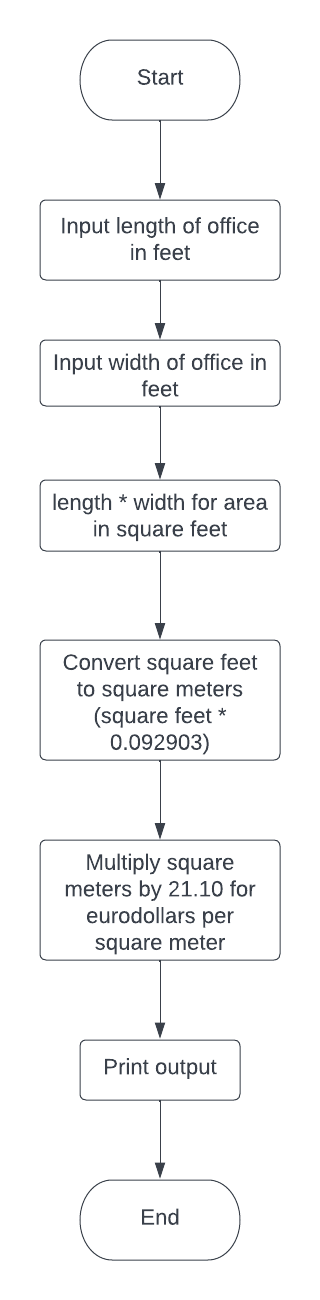 Start
Input length of office
in feet
Input width of office in
feet
length * width for area
in square feet
Convert square feet
to square meters
(square feet *
0.092903)
Multiply square
meters by 21.10 for
eurodollars per
square meter
Print output
End